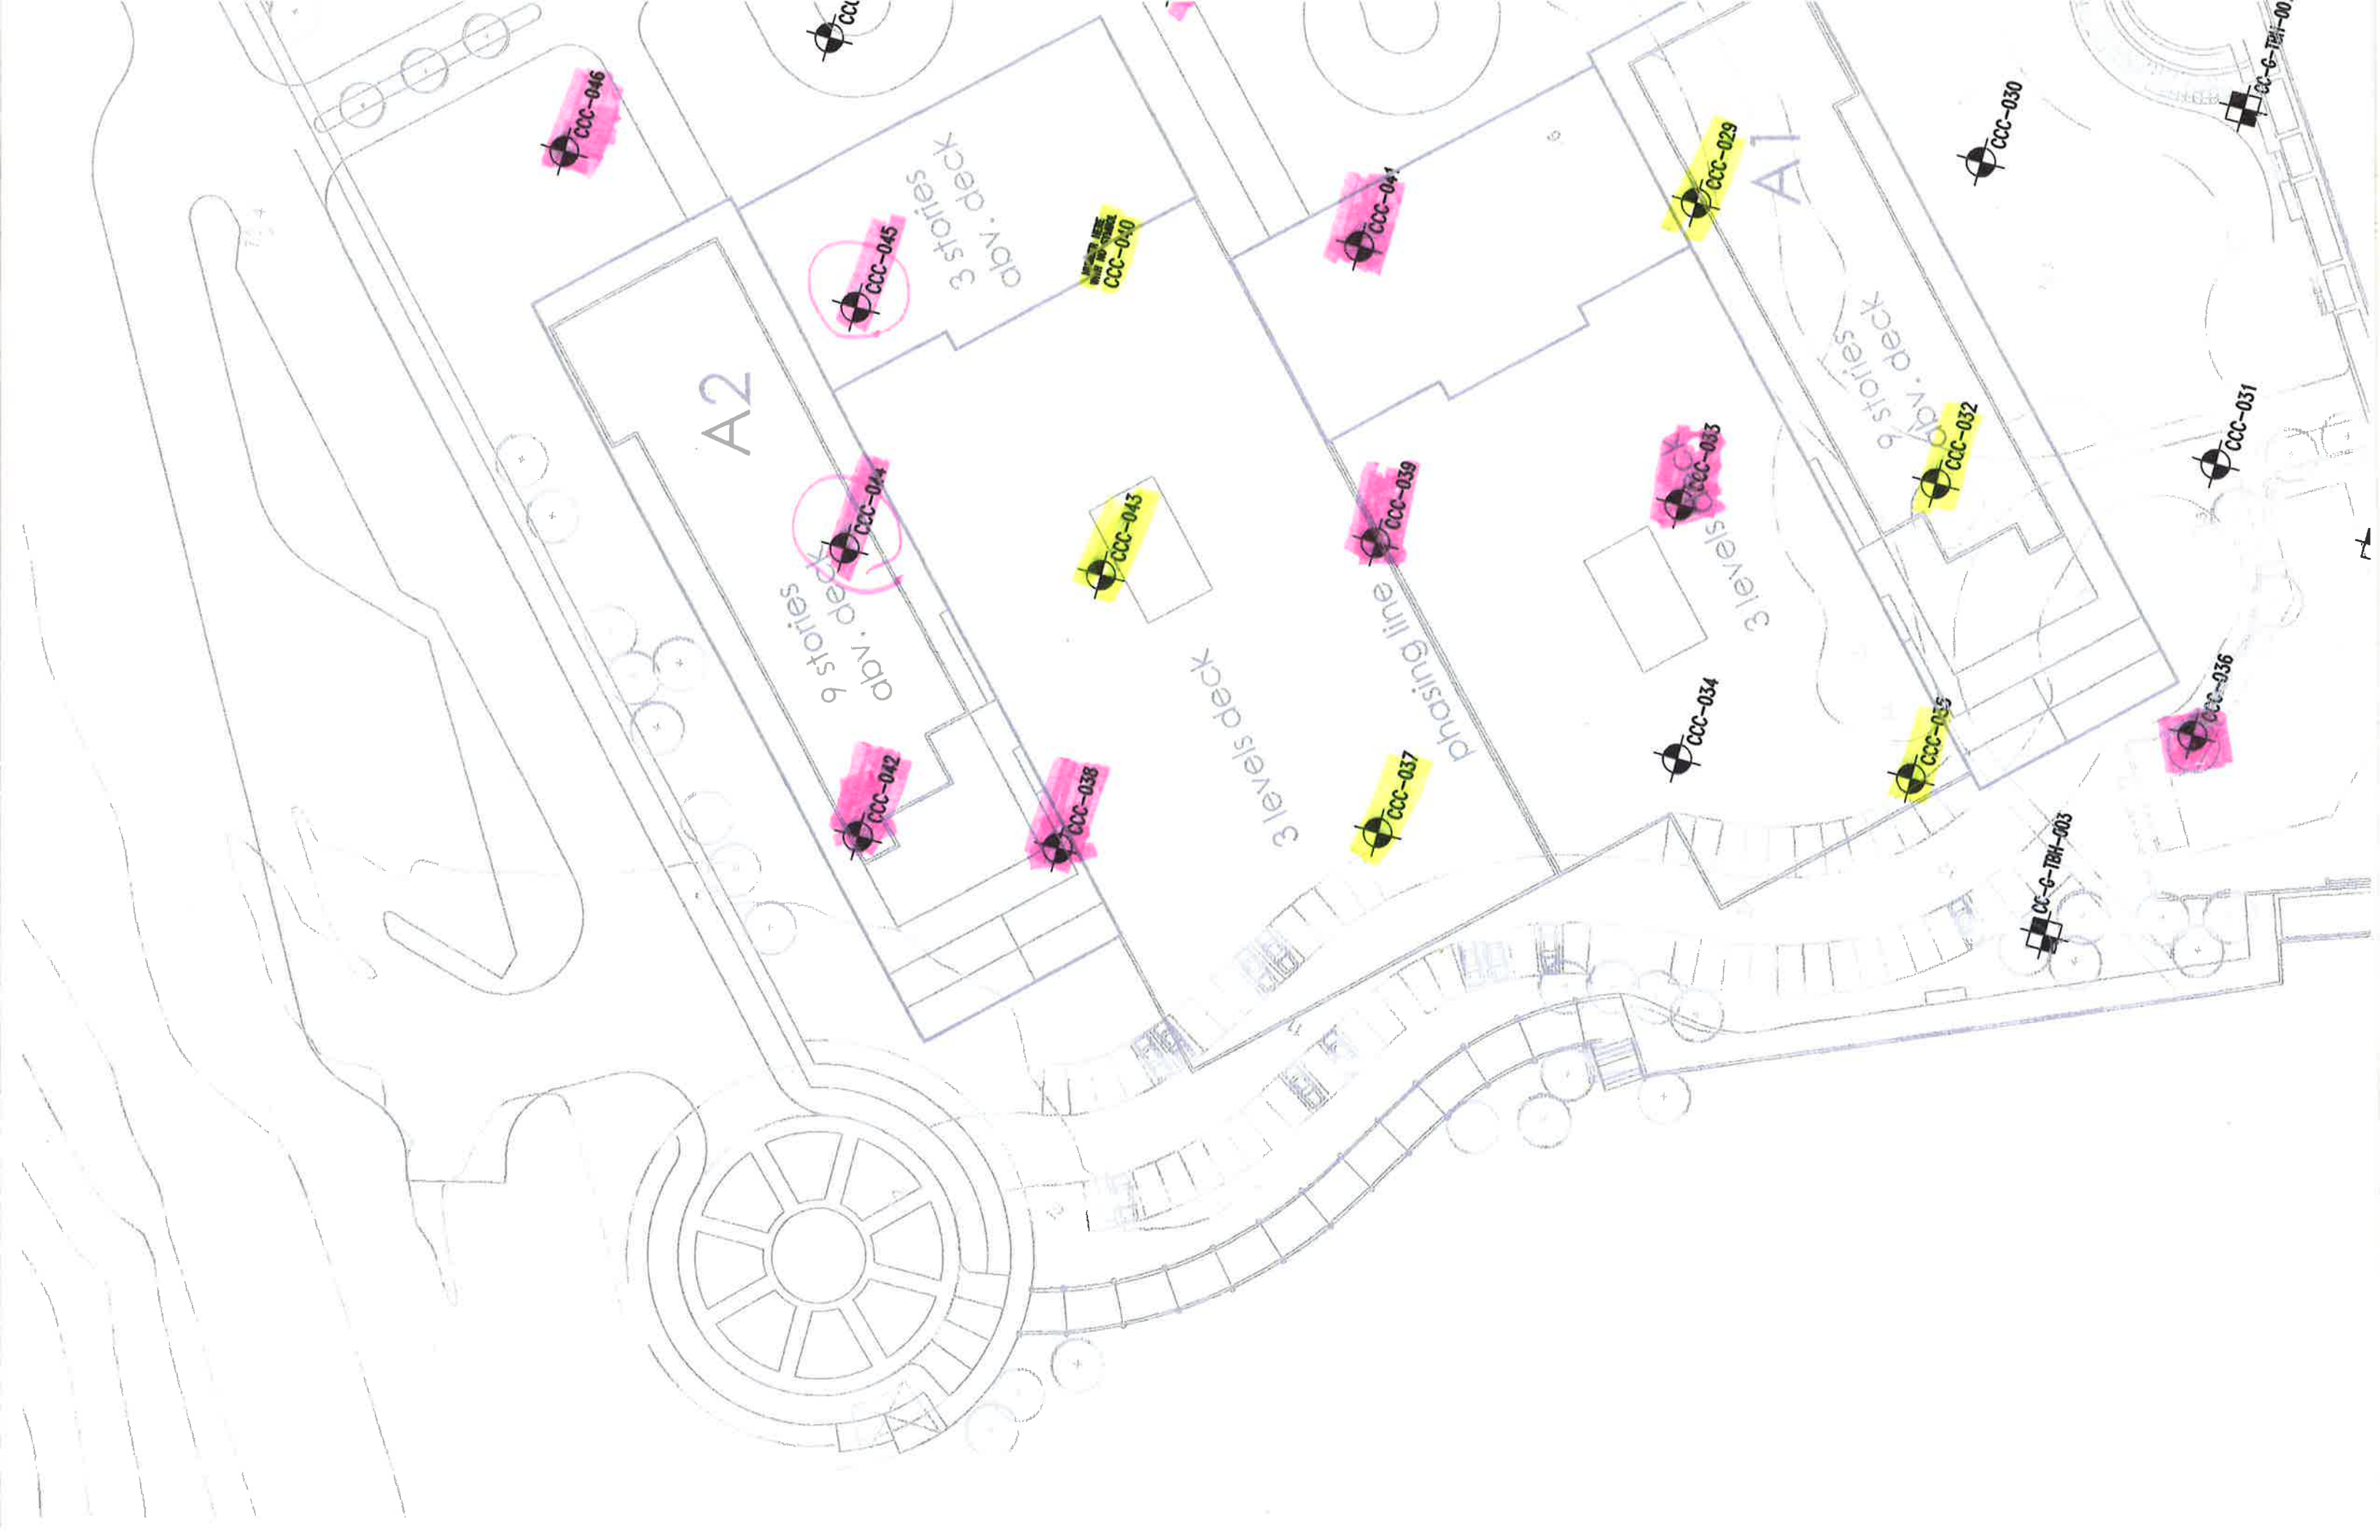 CCC-046
CCC-045
3 stories
abv. deck
CCC-040
CCC-041
CCC-029
A1
CCC-030
A2
CCC-044
9 stories
abv. deck
CCC-043
CCC-039
CCC-033
3 levels
9 stories
abv. deck
CCC-032
CCC-031
CCC-042
CCC-038
3 levels deck
CCC-037
phasing line
CCC-034
CCC-035
CCC-036
CC-G-TBH-003